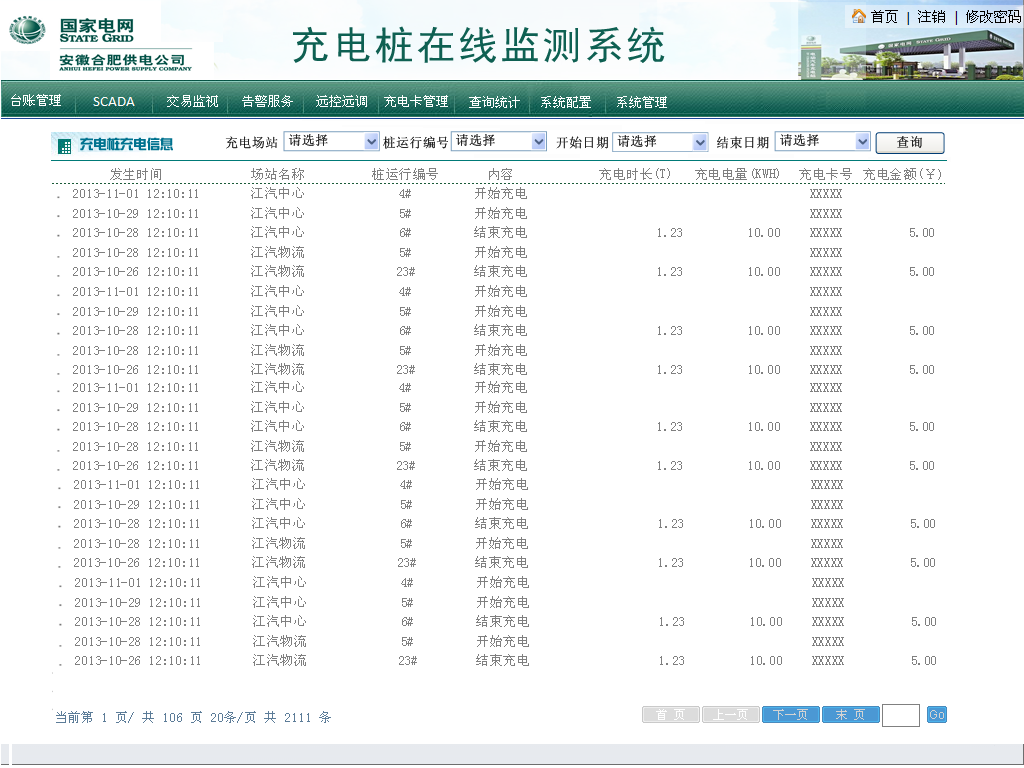 国家电网
STATE GRID
安徽合肥供电公司
ANHUI HEFEI POWER SUPPLY COMPANY
充电桩在线监测系统
首页 | 注销 | 修改密码
国家电网 STATE GRID
台账管理 SCADA 交易监视 告警服务 远控远调 充电卡管理 查询统计 系统配置 系统管理
充电桩充电信息 充电场站 请选择 桩运行编号 请选择 开始日期 请选择 结束日期 请选择 查询
发生时间 场站名称 桩运行编号 内容 充电时长(T) 充电电量(KWH) 充电卡号 充电金额(¥)
2013-11-01 12:10:11 江汽中心 4# 开始充电 XXXXX
2013-10-29 12:10:11 江汽中心 5# 开始充电 XXXXX
2013-10-28 12:10:11 江汽中心 6# 结束充电 1.23 10.00 XXXXX 5.00
2013-10-28 12:10:11 江汽物流 5# 开始充电 XXXXX
2013-10-26 12:10:11 江汽物流 23# 结束充电 1.23 10.00 XXXXX 5.00
2013-11-01 12:10:11 江汽中心 4# 开始充电 XXXXX
2013-10-29 12:10:11 江汽中心 5# 开始充电 XXXXX
2013-10-28 12:10:11 江汽中心 6# 结束充电 1.23 10.00 XXXXX 5.00
2013-10-28 12:10:11 江汽物流 5# 开始充电 XXXXX
2013-10-26 12:10:11 江汽物流 23# 结束充电 1.23 10.00 XXXXX 5.00
2013-11-01 12:10:11 江汽中心 4# 开始充电 XXXXX
2013-10-29 12:10:11 江汽中心 5# 开始充电 XXXXX
2013-10-28 12:10:11 江汽中心 6# 结束充电 1.23 10.00 XXXXX 5.00
2013-10-28 12:10:11 江汽物流 5# 开始充电 XXXXX
2013-10-26 12:10:11 江汽物流 23# 结束充电 1.23 10.00 XXXXX 5.00
2013-11-01 12:10:11 江汽中心 4# 开始充电 XXXXX
2013-10-29 12:10:11 江汽中心 5# 开始充电 XXXXX
2013-10-28 12:10:11 江汽中心 6# 结束充电 1.23 10.00 XXXXX 5.00
2013-10-28 12:10:11 江汽物流 5# 开始充电 XXXXX
2013-10-26 12:10:11 江汽物流 23# 结束充电 1.23 10.00 XXXXX 5.00
2013-11-01 12:10:11 江汽中心 4# 开始充电 XXXXX
2013-10-29 12:10:11 江汽中心 5# 开始充电 XXXXX
2013-10-28 12:10:11 江汽中心 6# 结束充电 1.23 10.00 XXXXX 5.00
2013-10-28 12:10:11 江汽物流 5# 开始充电 XXXXX
2013-10-26 12:10:11 江汽物流 23# 结束充电 1.23 10.00 XXXXX 5.00
当前第 1 页/ 共 106 页 20条/页 共 2111 条 首 页 上一页 下一页 末 页 Go